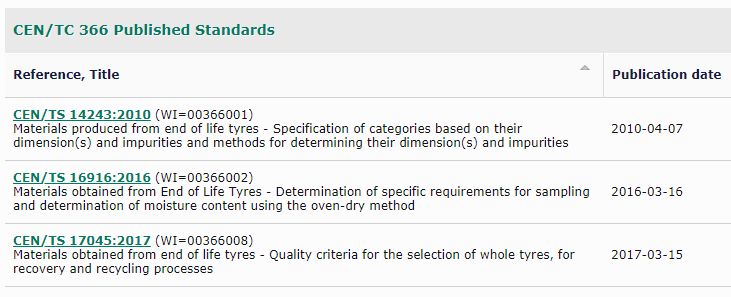 CEN/TC 366 Published Standards
Reference, Title
Publication date
CEN/TS 14243:2010 (WI=00366001)
Materials produced from end of life tyres - Specification of categories based on their
dimension(s) and impurities and methods for determining their dimension(s) and impurities
2010-04-07
CEN/TS 16916:2016 (WI=00366002)
Materials obtained from End of Life Tyres - Determination of specific requirements for sampling
and determination of moisture content using the oven-dry method
2016-03-16
CEN/TS 17045:2017 (WI=00366008)
Materials obtained from end of life tyres - Quality criteria for the selection of whole tyres, for
recovery and recycling processes
2017-03-15